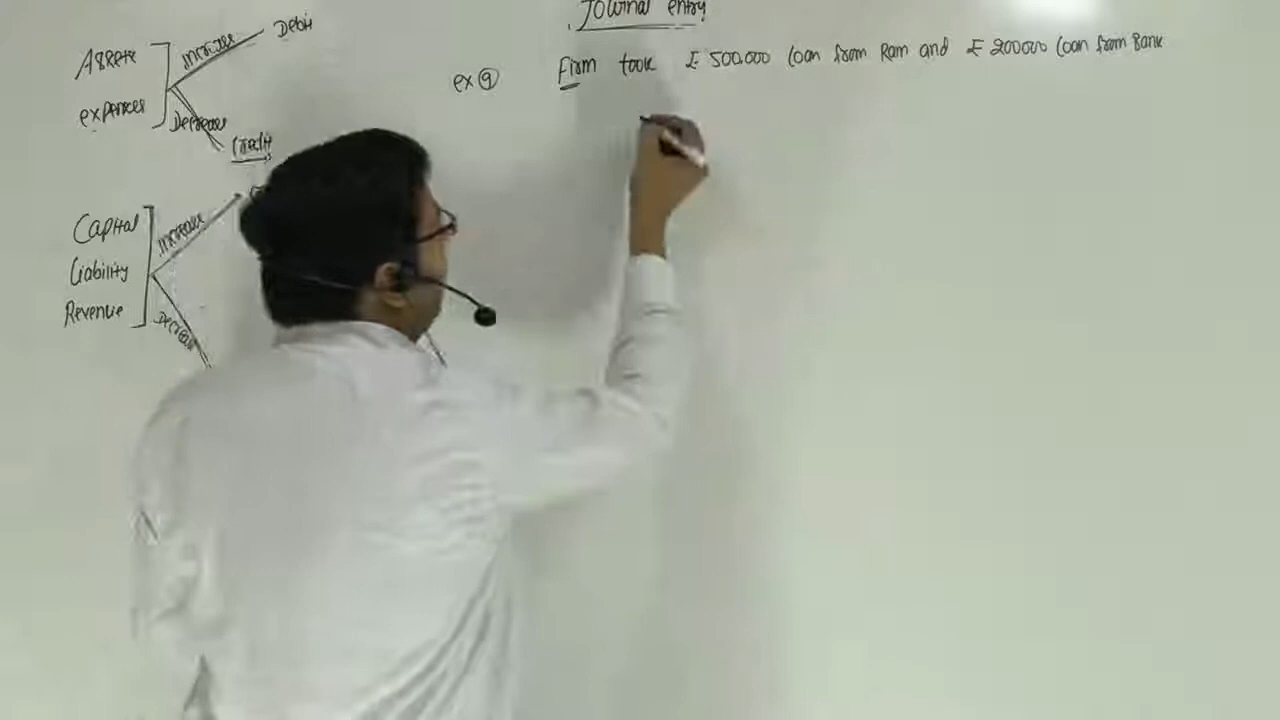 Journal entry
ex 9 Firm took £ 500000 loan from Ram and £ 200000 loan from Bank
Assets
expences
increase
Debit
Decrease
Credit
Capital
Liability
Revenue
increase
Decrease